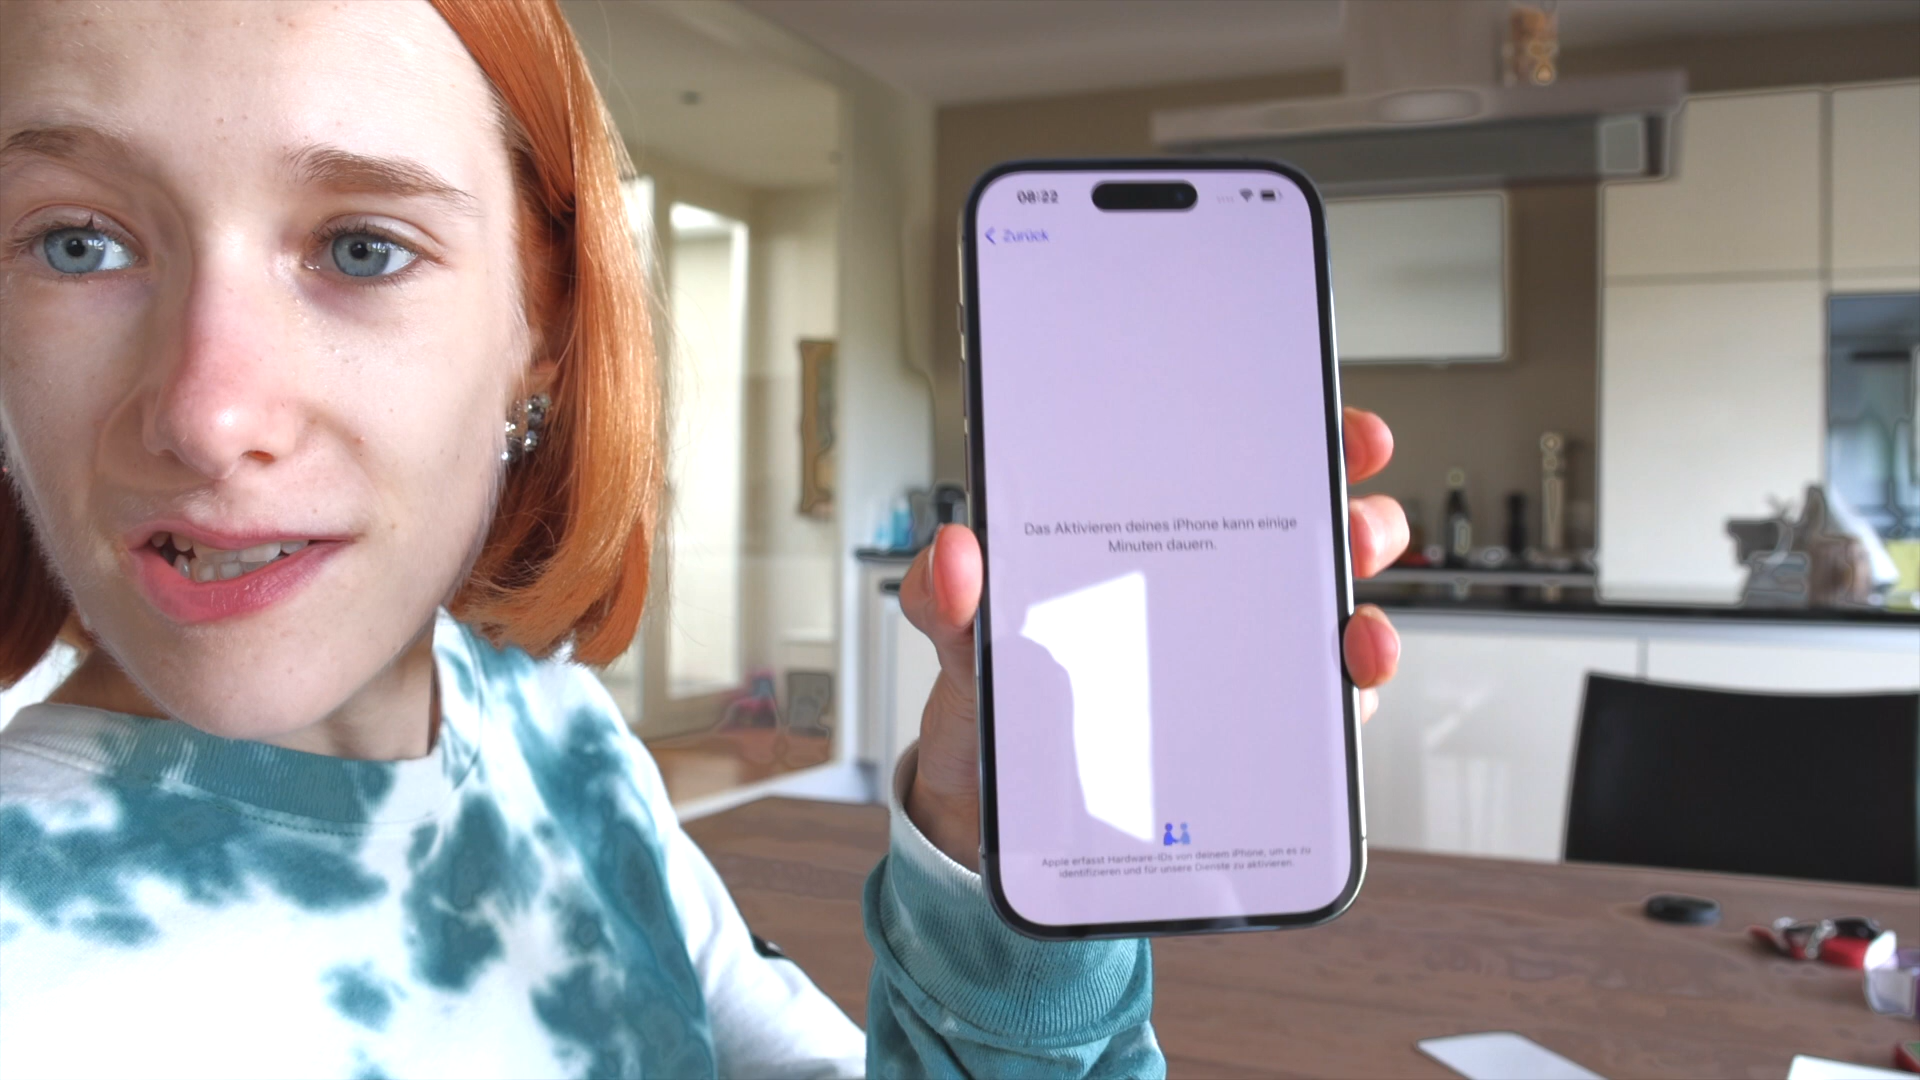 08:22
Zurück
Das Aktivieren deines iPhone kann einige
Minuten dauern.
Apple erfasst Hardware-IDs von deinem iPhone, um es zu
identifizieren und für unsere Dienste zu aktivieren.